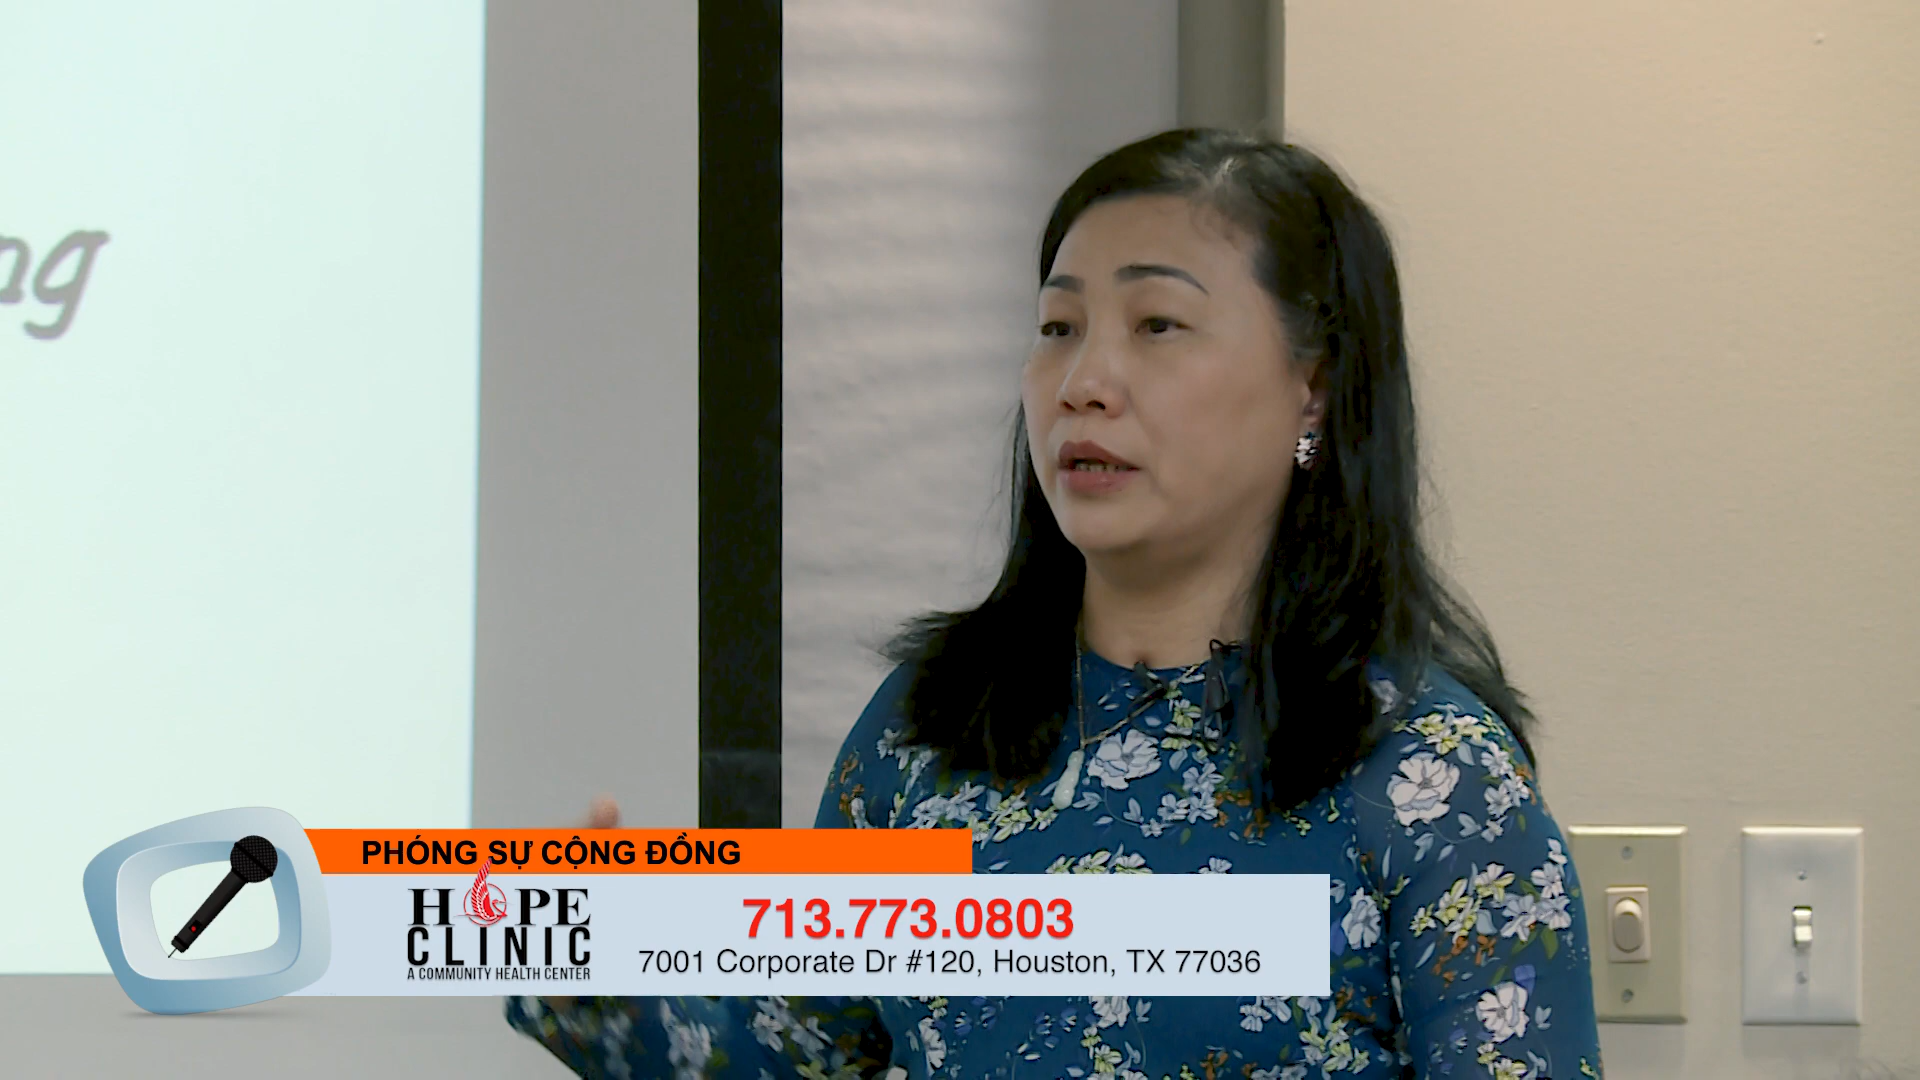 ng
PHÓNG SỰ CỘNG ĐỒNG
HOPE
CLINIC
A COMMUNITY HEALTH CENTER
713.773.0803
7001 Corporate Dr #120, Houston, TX 77036